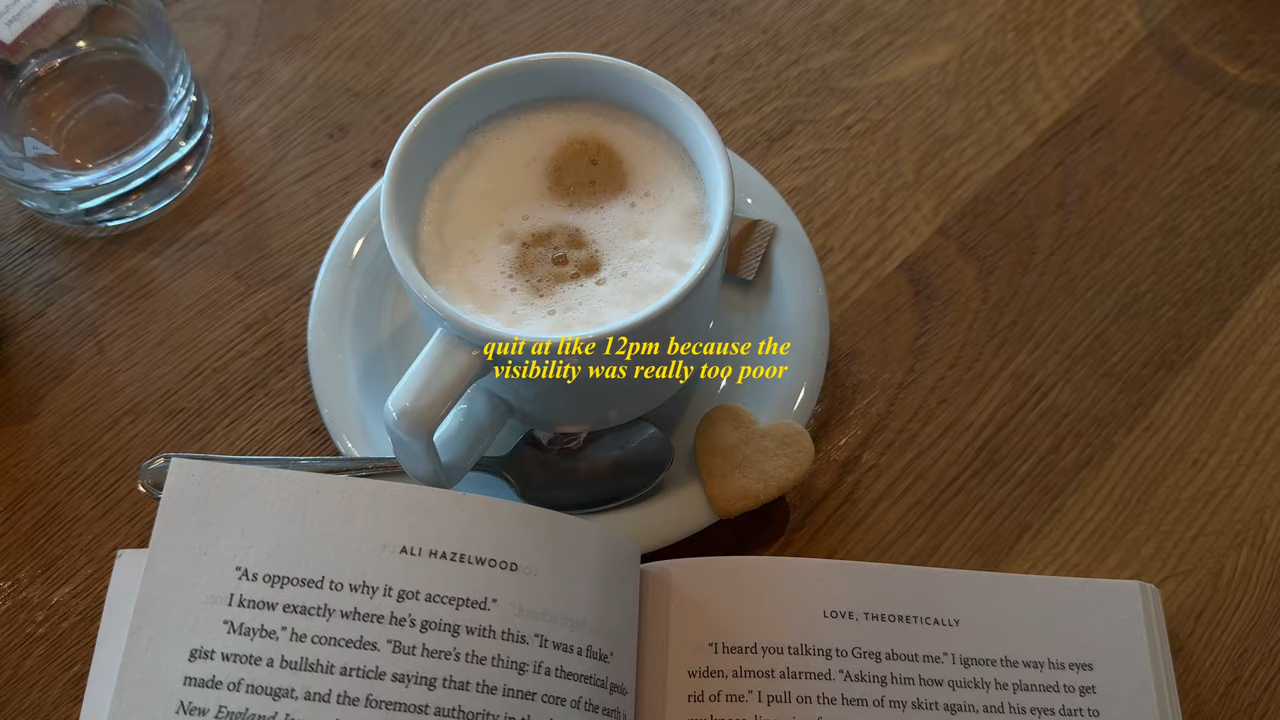 quit at like 12pm because the
visibility was really too poor
ALI HAZELWOOD
“As opposed to why it got accepted.”
I know exactly where he’s going with this. “It was a fluke.”
“Maybe,” he concedes. “But here’s the thing: if a theoretical geolo-
gist wrote a bullshit article saying that the inner core of the earth is
made of nougat, and the foremost authority in the
New England
LOVE, THEORETICALLY
“I heard you talking to Greg about me.” I ignore the way his eyes
widen, almost alarmed. “Asking him how quickly he planned to get
rid of me.” I pull on the hem of my skirt again, and his eyes dart to